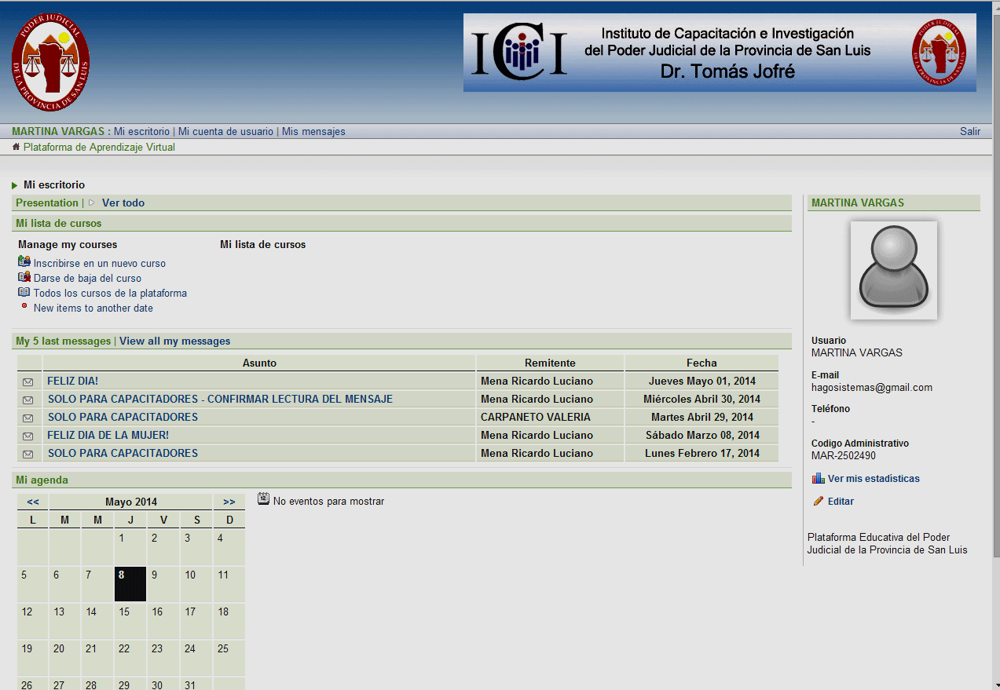 PODER JUDICIAL
DE LA PROVINCIA DE SAN LUIS
ICI
Instituto de Capacitación e Investigación
del Poder Judicial de la Provincia de San Luis
Dr. Tomás Jofré
PODER JUDICIAL
DE LA PROVINCIA DE SAN LUIS
MARTINA VARGAS : Mi escritorio | Mi cuenta de usuario | Mis mensajes
Salir
Plataforma de Aprendizaje Virtual
Mi escritorio
Presentation | Ver todo
Mi lista de cursos
Manage my courses
Mi lista de cursos
Inscribirse en un nuevo curso
Darse de baja del curso
Todos los cursos de la plataforma
New items to another date
My 5 last messages | View all my messages
Asunto Remitente Fecha
FELIZ DIA! Mena Ricardo Luciano Jueves Mayo 01, 2014
SOLO PARA CAPACITADORES - CONFIRMAR LECTURA DEL MENSAJE Mena Ricardo Luciano Miércoles Abril 30, 2014
SOLO PARA CAPACITADORES CARPANETO VALERIA Martes Abril 29, 2014
FELIZ DIA DE LA MUJER! Mena Ricardo Luciano Sábado Marzo 08, 2014
SOLO PARA CAPACITADORES Mena Ricardo Luciano Lunes Febrero 17, 2014
Mi agenda
<< Mayo 2014 >>
L M M J V S D
1 2 3 4
5 6 7 8 9 10 11
12 13 14 15 16 17 18
19 20 21 22 23 24 25
26 27 28 29 30 31
12 No eventos para mostrar
MARTINA VARGAS
Usuario
MARTINA VARGAS
E-mail
hagosistemas@gmail.com
Teléfono
-
Codigo Administrativo
MAR-2502490
Ver mis estadísticas
Editar
Plataforma Educativa del Poder
Judicial de la Provincia de San Luis